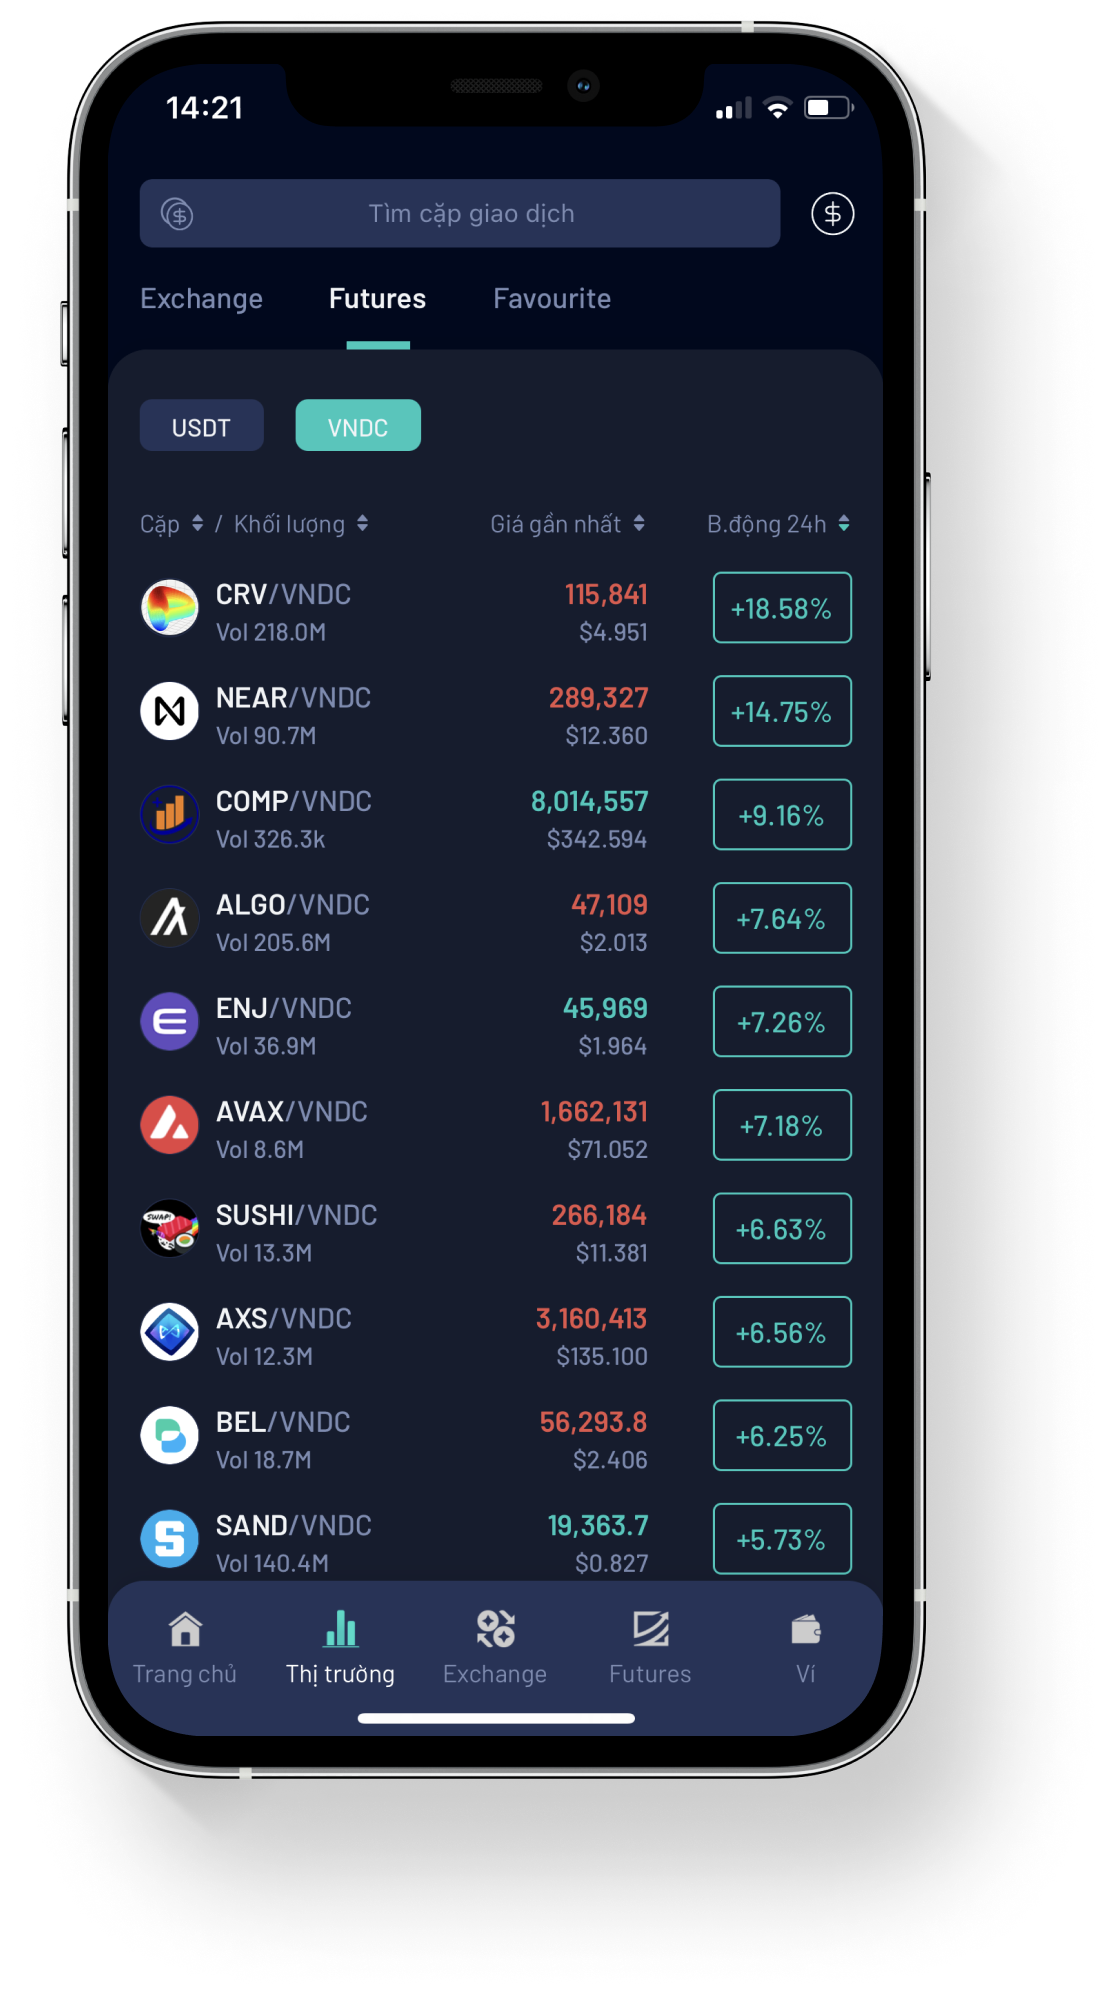 14:21
Tìm cặp giao dịch
Exchange Futures Favourite
USDT VNDC
Cặp / Khối lượng Giá gần nhất B.động 24h
CRV/VNDC 115,841 +18.58%
Vol 218.0M $4.951
NEAR/VNDC 289,327 +14.75%
Vol 90.7M $12.360
COMP/VNDC 8,014,557 +9.16%
Vol 326.3k $342.594
ALGO/VNDC 47,109 +7.64%
Vol 205.6M $2.013
ENJ/VNDC 45,969 +7.26%
Vol 36.9M $1.964
AVAX/VNDC 1,662,131 +7.18%
Vol 8.6M $71.052
SWAP!
SUSHI/VNDC 266,184 +6.63%
Vol 13.3M $11.381
AXS/VNDC 3,160,413 +6.56%
Vol 12.3M $135.100
BEL/VNDC 56,293.8 +6.25%
Vol 18.7M $2.406
SAND/VNDC 19,363.7 +5.73%
Vol 140.4M $0.827
Trang chủ Thị trường Exchange Futures Ví